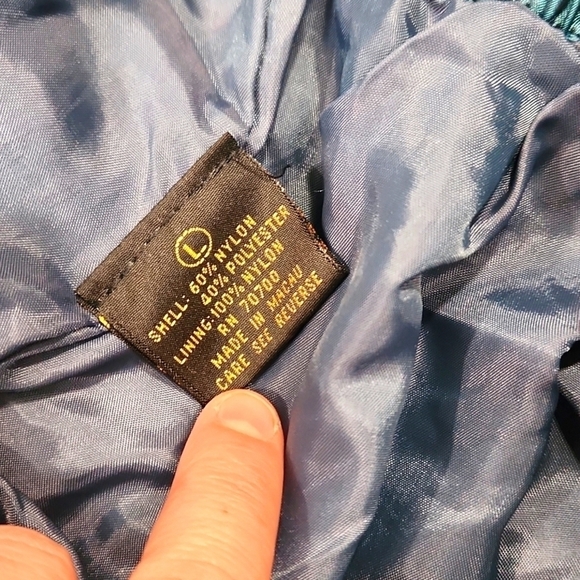 L
SHELL: 60% NYLON
40% POLYESTER
LINING-100% NYLON
RN 70700
MADE IN MACAU
CARE SEE REVERSE